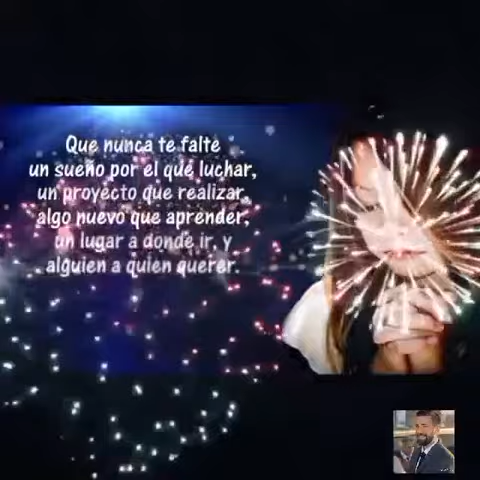 Que nunca te falte
un sueño por el que luchar,
un proyecto que realizar,
algo nuevo que aprender,
un lugar a donde ir, y
alguien a quien querer.